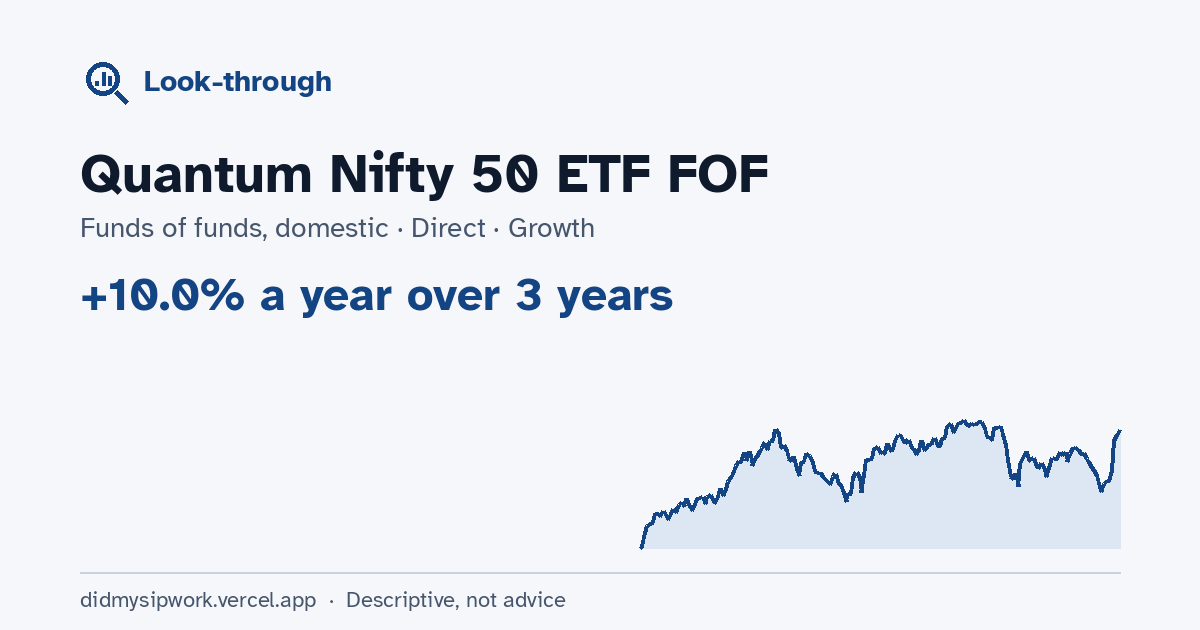 Look-through
Quantum Nifty 50 ETF FOF
Funds of funds, domestic · Direct · Growth
+10.0% a year over 3 years
didmysipwork.vercel.app · Descriptive, not advice